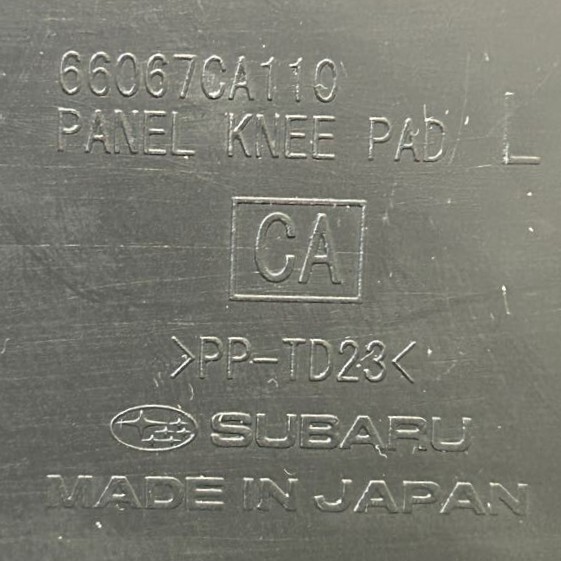 66067CA110
PANEL KNEE PAD L
CA
>PP-TD23<
SUBARU
MADE IN JAPAN